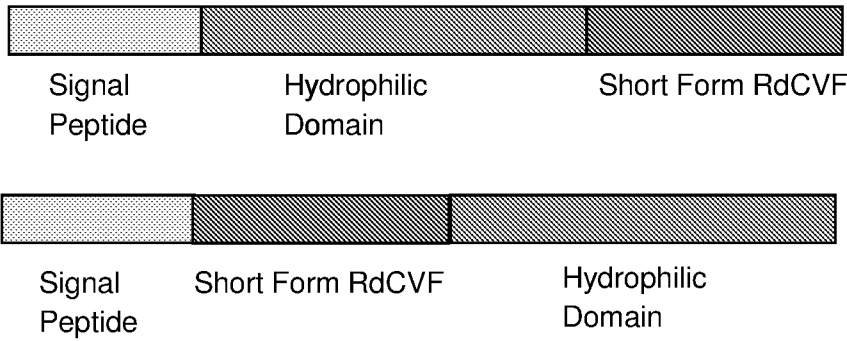 Signal Hydrophilic Short Form RdCVF
Peptide Domain
Signal Short Form RdCVF Hydrophilic
Peptide Domain